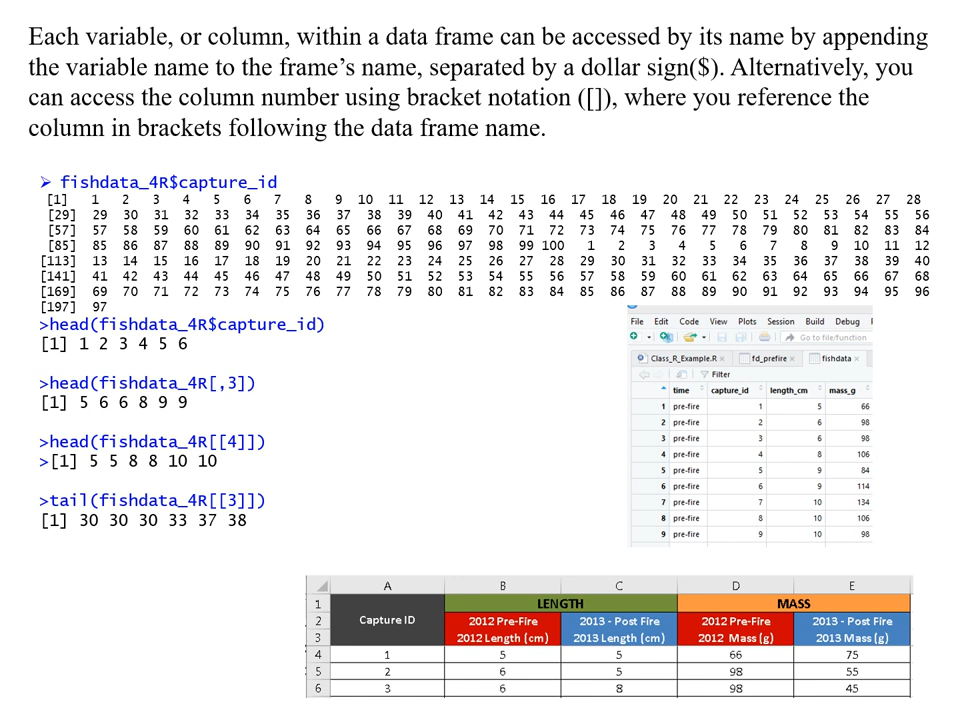 Each variable, or column, within a data frame can be accessed by its name by appending
the variable name to the frame’s name, separated by a dollar sign($). Alternatively, you
can access the column number using bracket notation ([]), where you reference the
column in brackets following the data frame name.
➢ fishdata_4R$capture_id
[1] 1 2 3 4 5 6 7 8 9 10 11 12 13 14 15 16 17 18 19 20 21 22 23 24 25 26 27 28
[29] 29 30 31 32 33 34 35 36 37 38 39 40 41 42 43 44 45 46 47 48 49 50 51 52 53 54 55 56
[57] 57 58 59 60 61 62 63 64 65 66 67 68 69 70 71 72 73 74 75 76 77 78 79 80 81 82 83 84
[85] 85 86 87 88 89 90 91 92 93 94 95 96 97 98 99 100 1 2 3 4 5 6 7 8 9 10 11 12
[113] 13 14 15 16 17 18 19 20 21 22 23 24 25 26 27 28 29 30 31 32 33 34 35 36 37 38 39 40
[141] 41 42 43 44 45 46 47 48 49 50 51 52 53 54 55 56 57 58 59 60 61 62 63 64 65 66 67 68
[169] 69 70 71 72 73 74 75 76 77 78 79 80 81 82 83 84 85 86 87 88 89 90 91 92 93 94 95 96
[197] 97
>head(fishdata_4R$capture_id)
[1] 1 2 3 4 5 6
>head(fishdata_4R[,3])
[1] 5 6 6 8 9 9
>head(fishdata_4R[[4]])
>[1] 5 5 8 8 10 10
>tail(fishdata_4R[[3]])
[1] 30 30 30 33 37 38
File Edit Code View Plots Session Build Debug
Go to file/function
Class_R_Example.R fd_prefire fishdata
Filter
time capture_id length_cm mass_g
1 pre-fire 1 5 66
2 pre-fire 2 6 98
3 pre-fire 3 6 98
4 pre-fire 4 8 106
5 pre-fire 5 9 84
6 pre-fire 6 9 114
7 pre-fire 7 10 134
8 pre-fire 8 10 106
9 pre-fire 9 10 98
A B C D E
1 LENGTH MASS
2 Capture ID 2012 Pre-Fire 2013 - Post Fire 2012 Pre-Fire 2013 - Post Fire
3 2012 Length (cm) 2013 Length (cm) 2012 Mass (g) 2013 Mass (g)
4 1 5 5 66 75
5 2 6 5 98 55
6 3 6 8 98 45